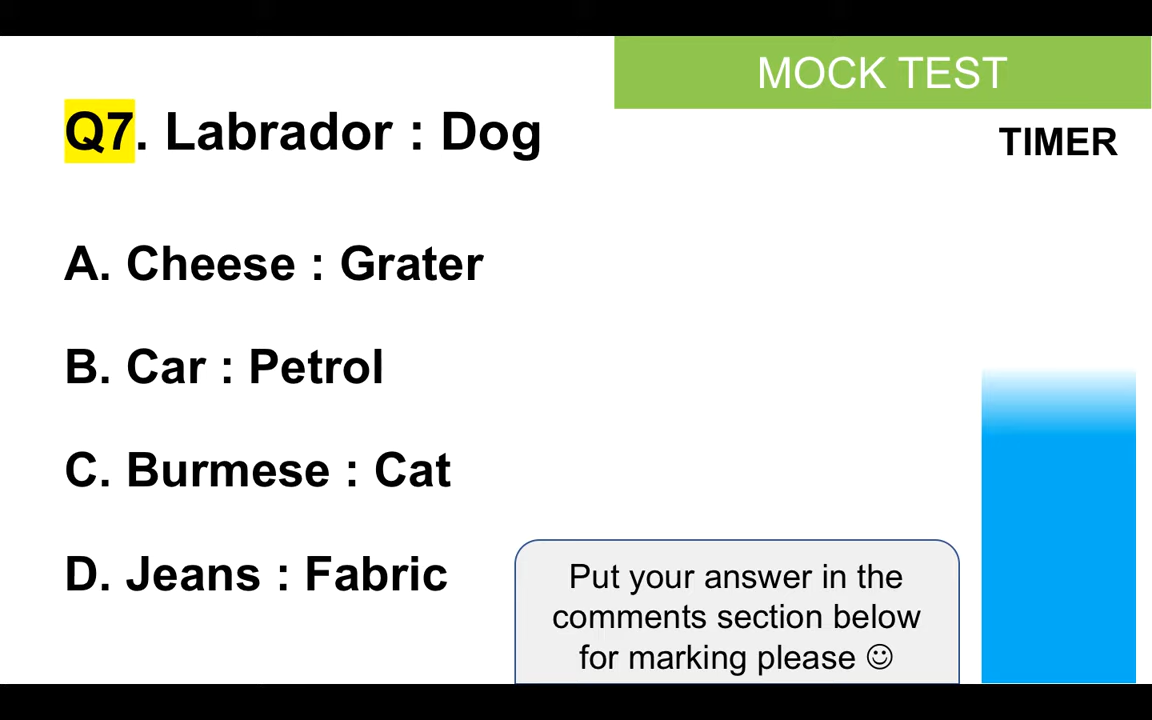 MOCK TEST
Q7. Labrador : Dog
TIMER
A. Cheese : Grater
B. Car : Petrol
C. Burmese : Cat
D. Jeans : Fabric
Put your answer in the
comments section below
for marking please ☺